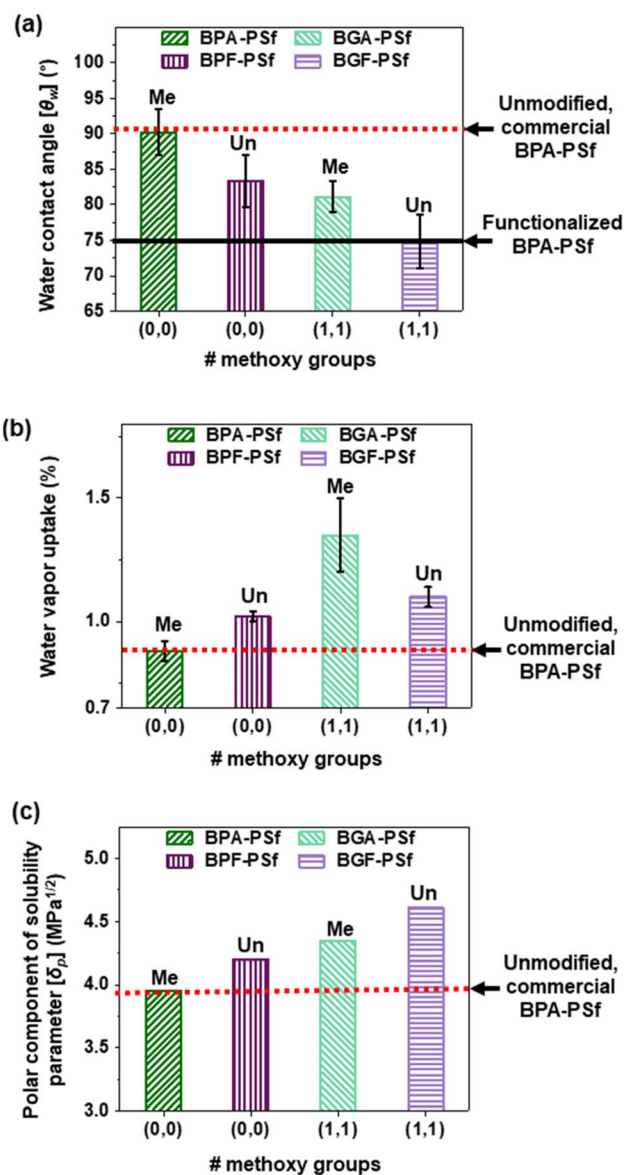 (a)
BPA-PSf BGA-PSf
BPF-PSf BGF-PSf
Water contact angle [θw] (°)
100
95
90
85
80
75
70
65
Me
Un
Me
Un
Unmodified,
commercial
BPA-PSf
Functionalized
BPA-PSf
(0,0) (0,0) (1,1) (1,1)
# methoxy groups
(b)
BPA-PSf BGA-PSf
BPF-PSf BGF-PSf
Water vapor uptake (%)
1.5
1.0
0.7
Me
Un
Me
Un
Unmodified,
commercial
BPA-PSf
(0,0) (0,0) (1,1) (1,1)
# methoxy groups
(c)
BPA-PSf BGA-PSf
BPF-PSf BGF-PSf
Polar component of solubility
parameter [δp] (MPa1/2)
5.0
4.5
4.0
3.5
3.0
Me
Un
Me
Un
Unmodified,
commercial
BPA-PSf
(0,0) (0,0) (1,1) (1,1)
# methoxy groups